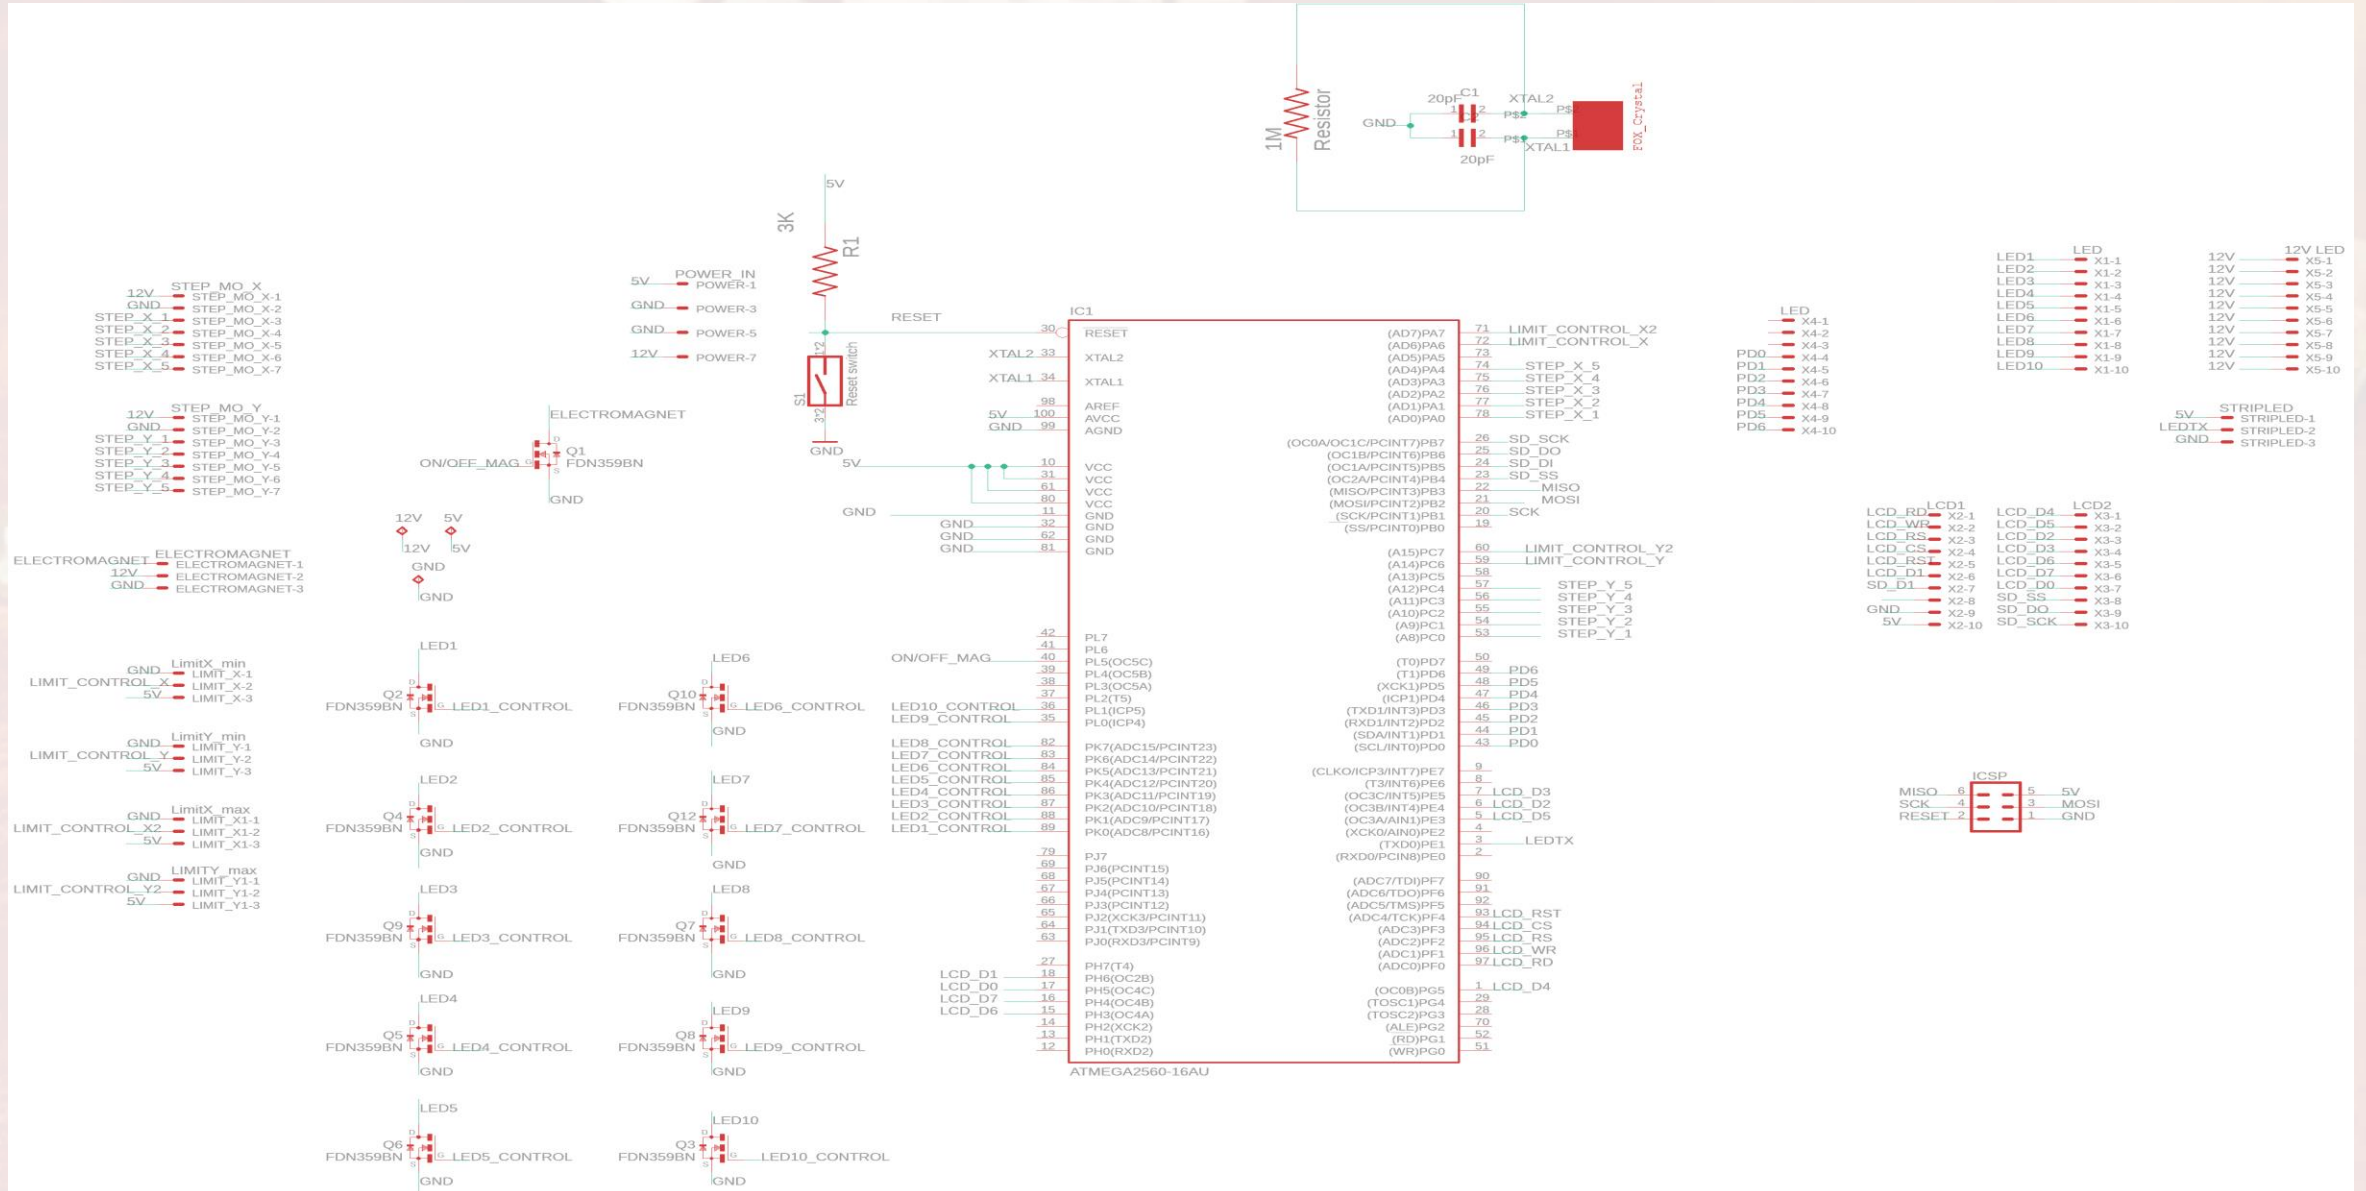 1M
Resistor
20pF
C1
GND
20pF
XTAL2
XTAL1
P$
P$
FOX_Crystal
5V
3K
R1
RESET
S1
Reset switch
1*2
3*2
GND
STEP_MO_X
12V STEP_MO_X-1
GND STEP_MO_X-2
STEP_X_1 STEP_MO_X-3
STEP_X_2 STEP_MO_X-4
STEP_X_3 STEP_MO_X-5
STEP_X_4 STEP_MO_X-6
STEP_X_5 STEP_MO_X-7
STEP_MO_Y
12V STEP_MO_Y-1
GND STEP_MO_Y-2
STEP_Y_1 STEP_MO_Y-3
STEP_Y_2 STEP_MO_Y-4
STEP_Y_3 STEP_MO_Y-5
STEP_Y_4 STEP_MO_Y-6
STEP_Y_5 STEP_MO_Y-7
ELECTROMAGNET
ELECTROMAGNET ELECTROMAGNET-1
12V ELECTROMAGNET-2
GND ELECTROMAGNET-3
POWER_IN
5V POWER-1
GND POWER-3
GND POWER-5
12V POWER-7
ELECTROMAGNET
D
Q1
ON/OFF_MAG G FDN359BN
S
GND
12V 5V
12V 5V
GND
GND
LimitX_min
GND LIMIT_X-1
LIMIT_CONTROL_X LIMIT_X-2
5V LIMIT_X-3
LimitY_min
GND LIMIT_Y-1
LIMIT_CONTROL_Y LIMIT_Y-2
5V LIMIT_Y-3
LimitX_max
GND LIMIT_X1-1
LIMIT_CONTROL_X2 LIMIT_X1-2
5V LIMIT_X1-3
LIMITY_max
GND LIMIT_Y1-1
LIMIT_CONTROL_Y2 LIMIT_Y1-2
5V LIMIT_Y1-3
LED1
D
Q2
FDN359BN G LED1_CONTROL
S
GND
LED2
D
Q4
FDN359BN G LED2_CONTROL
S
GND
LED3
D
Q9
FDN359BN G LED3_CONTROL
S
GND
LED4
D
Q5
FDN359BN G LED4_CONTROL
S
GND
LED5
D
Q6
FDN359BN G LED5_CONTROL
S
GND
LED6
D
Q10
FDN359BN G LED6_CONTROL
S
GND
LED7
D
Q12
FDN359BN G LED7_CONTROL
S
GND
LED8
D
Q7
FDN359BN G LED8_CONTROL
S
GND
LED9
D
Q8
FDN359BN G LED9_CONTROL
S
GND
LED10
D
Q3
FDN359BN G LED10_CONTROL
S
GND
IC1
30 RESET
XTAL2 33 XTAL2
XTAL1 34 XTAL1
98 AREF
5V 100 AVCC
GND 99 AGND
5V 10 VCC
31 VCC
61 VCC
80 VCC
GND 11 GND
GND 32 GND
GND 62 GND
GND 81 GND
42 PL7
41 PL6
ON/OFF_MAG 40 PL5(OC5C)
39 PL4(OC5B)
38 PL3(OC5A)
37 PL2(T5)
LED10_CONTROL 36 PL1(ICP5)
LED9_CONTROL 35 PL0(ICP4)
LED8_CONTROL 82 PK7(ADC15/PCINT23)
LED7_CONTROL 83 PK6(ADC14/PCINT22)
LED6_CONTROL 84 PK5(ADC13/PCINT21)
LED5_CONTROL 85 PK4(ADC12/PCINT20)
LED4_CONTROL 86 PK3(ADC11/PCINT19)
LED3_CONTROL 87 PK2(ADC10/PCINT18)
LED2_CONTROL 88 PK1(ADC9/PCINT17)
LED1_CONTROL 89 PK0(ADC8/PCINT16)
79 PJ7
69 PJ6(PCINT15)
68 PJ5(PCINT14)
67 PJ4(PCINT13)
66 PJ3(PCINT12)
65 PJ2(XCK3/PCINT11)
64 PJ1(TXD3/PCINT10)
63 PJ0(RXD3/PCINT9)
27 PH7(T4)
LCD_D1 18 PH6(OC2B)
LCD_D0 17 PH5(OC4C)
LCD_D7 16 PH4(OC4B)
LCD_D6 15 PH3(OC4A)
14 PH2(XCK2)
13 PH1(TXD2)
12 PH0(RXD2)
ATMEGA2560-16AU
(AD7)PA7 71 LIMIT_CONTROL_X2
(AD6)PA6 72 LIMIT_CONTROL_X
(AD5)PA5 73
(AD4)PA4 74 STEP_X_5
(AD3)PA3 75 STEP_X_4
(AD2)PA2 76 STEP_X_3
(AD1)PA1 77 STEP_X_2
(AD0)PA0 78 STEP_X_1
(OC0A/OC1C/PCINT7)PB7 26 SD_SCK
(OC1B/PCINT6)PB6 25 SD_DO
(OC1A/PCINT5)PB5 24 SD_DI
(OC2A/PCINT4)PB4 23 SD_SS
(MISO/PCINT3)PB3 22 MISO
(MOSI/PCINT2)PB2 21 MOSI
(SCK/PCINT1)PB1 20 SCK
(SS/PCINT0)PB0 19
(A15)PC7 60 LIMIT_CONTROL_Y2
(A14)PC6 59 LIMIT_CONTROL_Y
(A13)PC5 58
(A12)PC4 57 STEP_Y_5
(A11)PC3 56 STEP_Y_4
(A10)PC2 55 STEP_Y_3
(A9)PC1 54 STEP_Y_2
(A8)PC0 53 STEP_Y_1
(T0)PD7 50
(T1)PD6 49 PD6
(XCK1)PD5 48 PD5
(ICP1)PD4 47 PD4
(TXD1/INT3)PD3 46 PD3
(RXD1/INT2)PD2 45 PD2
(SDA/INT1)PD1 44 PD1
(SCL/INT0)PD0 43 PD0
(CLKO/ICP3/INT7)PE7 9
(T3/INT6)PE6 8
(OC3C/INT5)PE5 7 LCD_D3
(OC3B/INT4)PE4 6 LCD_D2
(OC3A/AIN1)PE3 5 LCD_D5
(XCK0/AIN0)PE2 4
(TXD0)PE1 3 LEDTX
(RXD0/PCIN8)PE0 2
(ADC7/TDI)PF7 90
(ADC6/TDO)PF6 91
(ADC5/TMS)PF5 92
(ADC4/TCK)PF4 93 LCD_RST
(ADC3)PF3 94 LCD_CS
(ADC2)PF2 95 LCD_RS
(ADC1)PF1 96 LCD_WR
(ADC0)PF0 97 LCD_RD
(OC0B)PG5 1 LCD_D4
(TOSC1)PG4 29
(TOSC2)PG3 28
(ALE)PG2 70
(RD)PG1 52
(WR)PG0 51
LED
X4-1
X4-2
X4-3
PD0 X4-4
PD1 X4-5
PD2 X4-6
PD3 X4-7
PD4 X4-8
PD5 X4-9
PD6 X4-10
LED
LED1 X1-1
LED2 X1-2
LED3 X1-3
LED4 X1-4
LED5 X1-5
LED6 X1-6
LED7 X1-7
LED8 X1-8
LED9 X1-9
LED10 X1-10
12V LED
12V X5-1
12V X5-2
12V X5-3
12V X5-4
12V X5-5
12V X5-6
12V X5-7
12V X5-8
12V X5-9
12V X5-10
STRIPLED
5V STRIPLED-1
LEDTX STRIPLED-2
GND STRIPLED-3
LCD1
LCD_RD X2-1
LCD_WR X2-2
LCD_RS X2-3
LCD_CS X2-4
LCD_RST X2-5
LCD_D1 X2-6
SD_D1 X2-7
X2-8
GND X2-9
5V X2-10
LCD2
LCD_D4 X3-1
LCD_D5 X3-2
LCD_D2 X3-3
LCD_D3 X3-4
LCD_D6 X3-5
LCD_D7 X3-6
LCD_D0 X3-7
SD_SS X3-8
SD_DO X3-9
SD_SCK X3-10
ICSP
MISO 6 5 5V
SCK 4 3 MOSI
RESET 2 1 GND